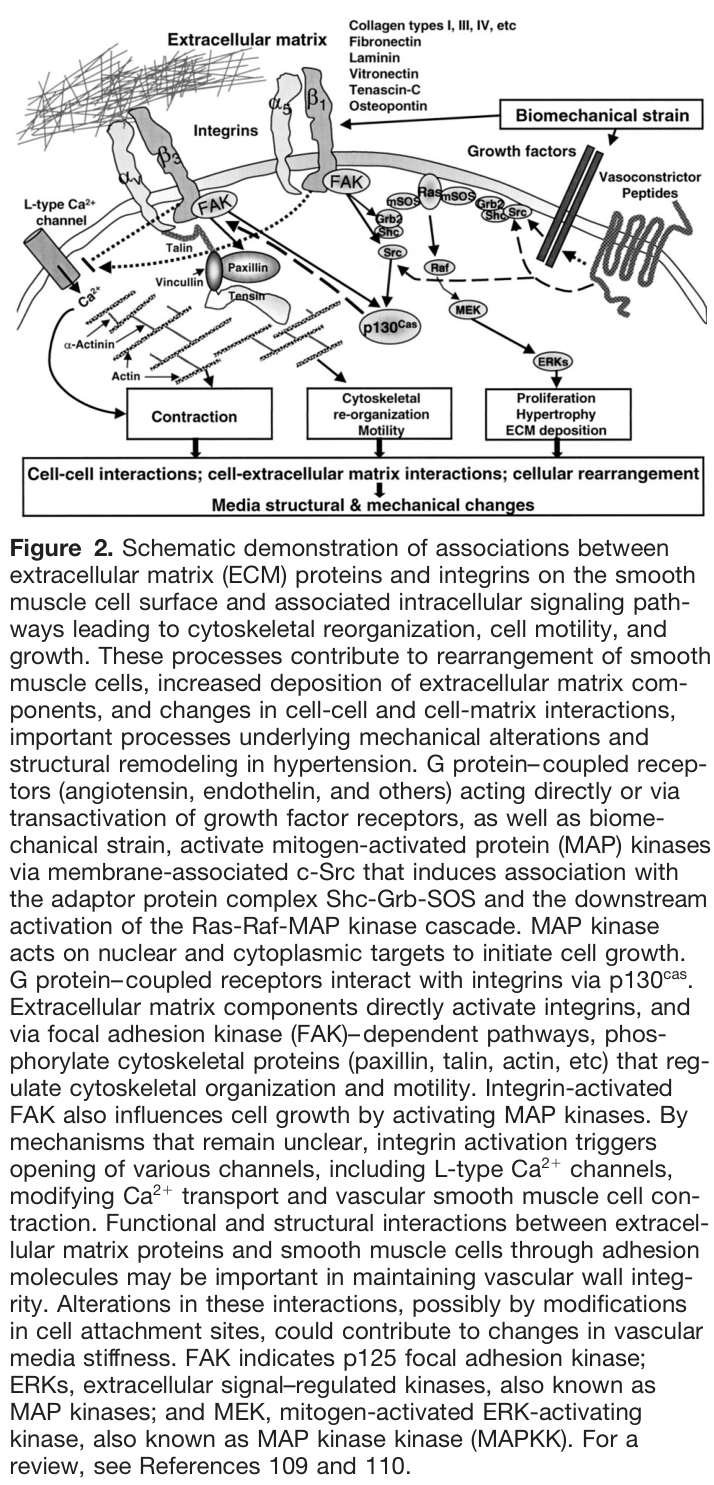 Collagen types I, III, IV, etc
Fibronectin
Laminin
Vitronectin
Tenascin-C
Osteopontin
Extracellular matrix
Integrins
Biomechanical strain
Growth factors
Vasoconstrictor
Peptides
α5
β1
αv
β3
FAK
FAK
L-type Ca2+
channel
Ca2+
Talin
Vincullin
Paxillin
Tensin
mSOS
Ras
mSOS
Grb2
Shc
Src
Grb2
Shc
Src
Raf
MEK
ERKs
p130Cas
α-Actinin
Actin
Contraction
Cytoskeletal
re-organization
Motility
Proliferation
Hypertrophy
ECM deposition
Cell-cell interactions; cell-extracellular matrix interactions; cellular rearrangement
Media structural & mechanical changes
Figure 2. Schematic demonstration of associations between
extracellular matrix (ECM) proteins and integrins on the smooth
muscle cell surface and associated intracellular signaling path-
ways leading to cytoskeletal reorganization, cell motility, and
growth. These processes contribute to rearrangement of smooth
muscle cells, increased deposition of extracellular matrix com-
ponents, and changes in cell-cell and cell-matrix interactions,
important processes underlying mechanical alterations and
structural remodeling in hypertension. G protein–coupled recep-
tors (angiotensin, endothelin, and others) acting directly or via
transactivation of growth factor receptors, as well as biome-
chanical strain, activate mitogen-activated protein (MAP) kinases
via membrane-associated c-Src that induces association with
the adaptor protein complex Shc-Grb-SOS and the downstream
activation of the Ras-Raf-MAP kinase cascade. MAP kinase
acts on nuclear and cytoplasmic targets to initiate cell growth.
G protein–coupled receptors interact with integrins via p130cas.
Extracellular matrix components directly activate integrins, and
via focal adhesion kinase (FAK)–dependent pathways, phos-
phorylate cytoskeletal proteins (paxillin, talin, actin, etc) that reg-
ulate cytoskeletal organization and motility. Integrin-activated
FAK also influences cell growth by activating MAP kinases. By
mechanisms that remain unclear, integrin activation triggers
opening of various channels, including L-type Ca2+ channels,
modifying Ca2+ transport and vascular smooth muscle cell con-
traction. Functional and structural interactions between extracel-
lular matrix proteins and smooth muscle cells through adhesion
molecules may be important in maintaining vascular wall integ-
rity. Alterations in these interactions, possibly by modifications
in cell attachment sites, could contribute to changes in vascular
media stiffness. FAK indicates p125 focal adhesion kinase;
ERKs, extracellular signal–regulated kinases, also known as
MAP kinases; and MEK, mitogen-activated ERK-activating
kinase, also known as MAP kinase kinase (MAPKK). For a
review, see References 109 and 110.